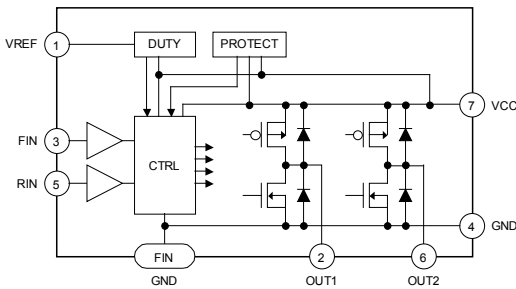 VREF 1 DUTY PROTECT
7 VCC
FIN 3
CTRL
RIN 5
4 GND
FIN 2 6
GND OUT1 OUT2